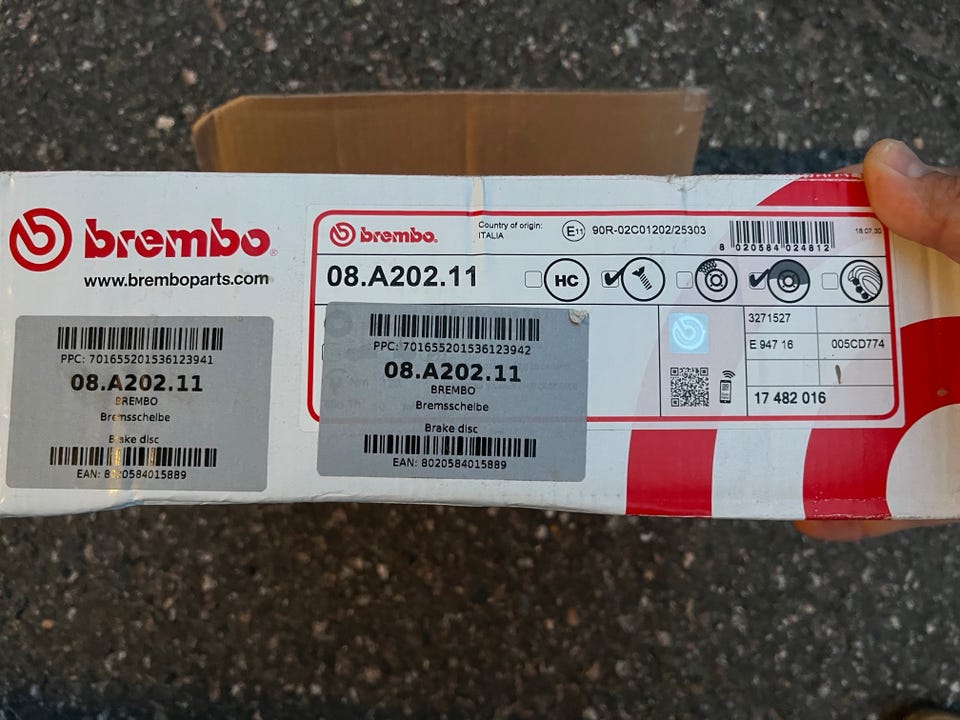 brembo®
www.bremboparts.com
PPC: 701655201536123941
08.A202.11
BREMBO
Bremsscheibe
Brake disc
EAN: 8020584015889
brembo®
Country of origin:
ITALIA
E11 90R-02C01202/25303
8 020584 024812
18.07.30
08.A202.11
HC
PPC: 701655201536123942
08.A202.11
BREMBO
Bremsscheibe
Brake disc
EAN: 8020584015889
3271527
E 947 16
005CD774
17 482 016